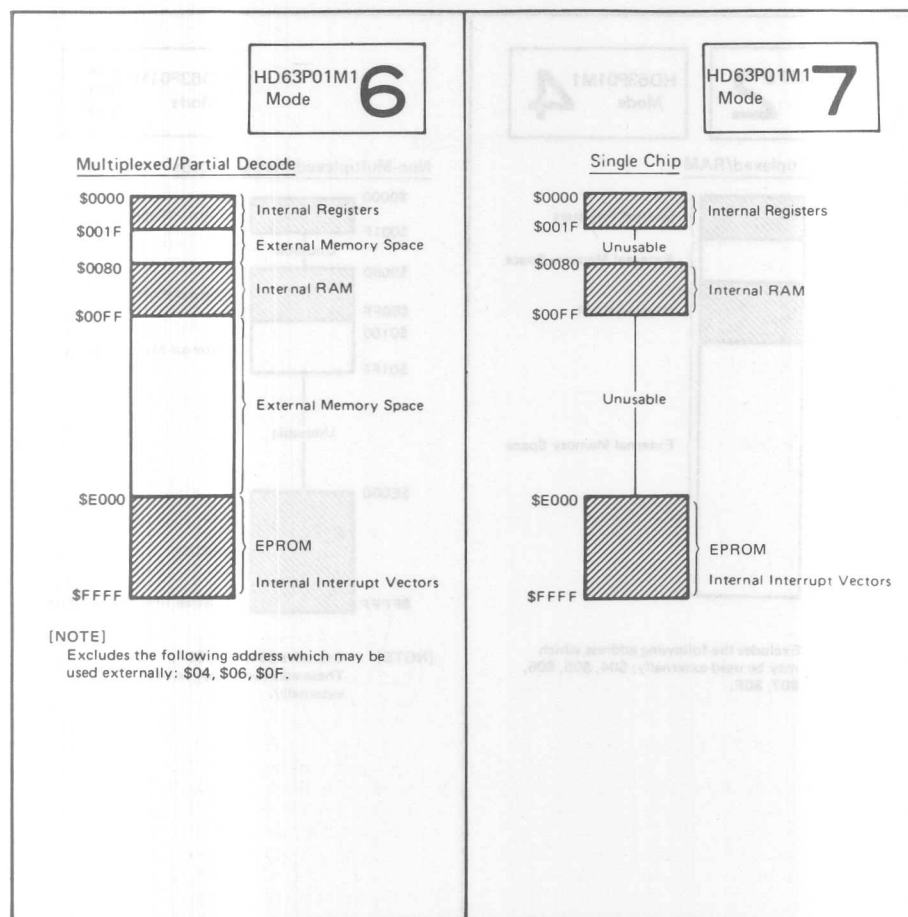 HD63P01M1
Mode 6
Multiplexed/Partial Decode
$0000
Internal Registers
$001F
External Memory Space
$0080
Internal RAM
$00FF
External Memory Space
$E000
EPROM
Internal Interrupt Vectors
$FFFF
[NOTE]
Excludes the following address which may be
used externally: $04, $06, $0F.
HD63P01M1
Mode 7
Single Chip
$0000
Internal Registers
$001F
Unusable
$0080
Internal RAM
$00FF
Unusable
$E000
EPROM
Internal Interrupt Vectors
$FFFF